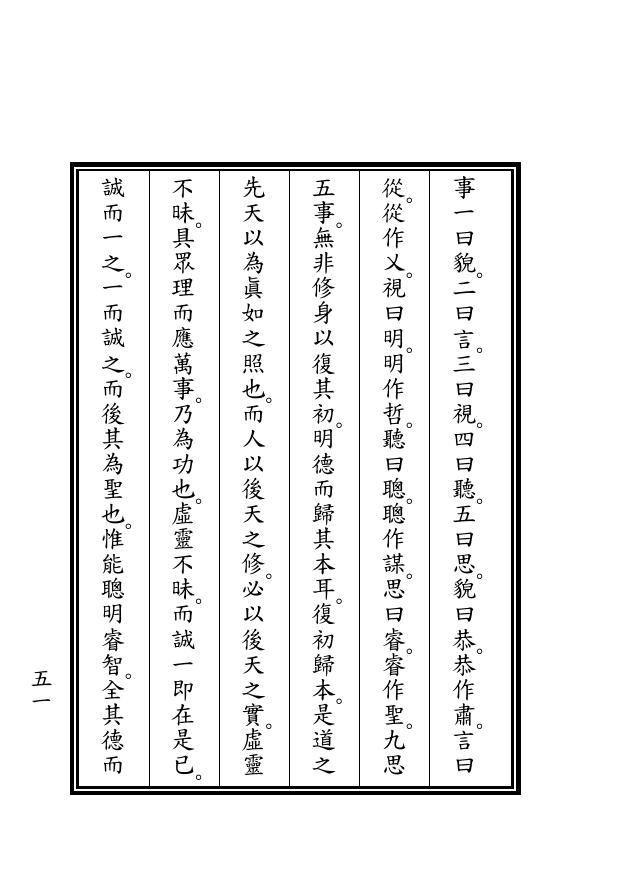 事一曰貌。二曰言。三曰視。四曰聽。五曰思。貌曰恭。恭作肅。言曰
從。從作乂。視曰明。明作哲。聽曰聰。聰作謀。思曰睿。睿作聖。九思
五事。無非修身以復其初。明德而歸其本耳。復初歸本。是道之
先天以為眞如之照也。而人以後天之修。必以後天之實。虛靈
不昧。具眾理而應萬事。乃為功也。虛靈不昧。而誠一即在是已。
誠而一之。一而誠之。而後其為聖也。惟能聰明睿智。全其德而
五一